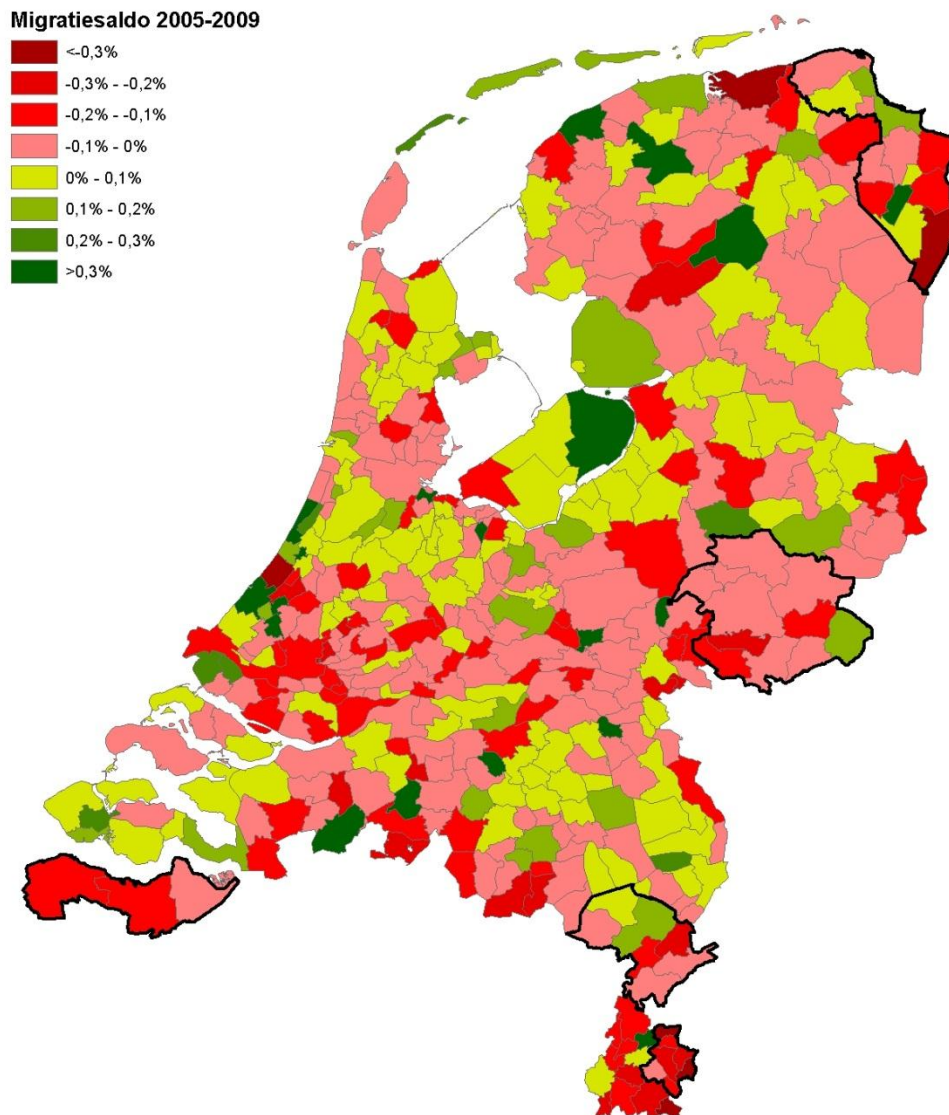 Migratiesaldo 2005-2009
<-0,3%
-0,3% - -0,2%
-0,2% - -0,1%
-0,1% - 0%
0% - 0,1%
0,1% - 0,2%
0,2% - 0,3%
>0,3%